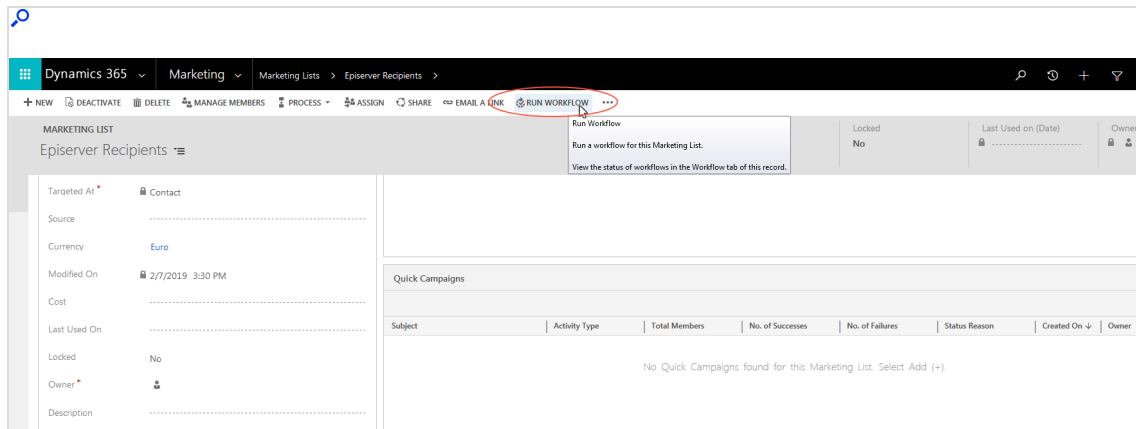 Dynamics 365 Marketing Marketing Lists > Episerver Recipients >
+ NEW DEACTIVATE DELETE MANAGE MEMBERS PROCESS ASSIGN SHARE EMAIL A LINK RUN WORKFLOW ...
Run Workflow
Run a workflow for this Marketing List.
View the status of workflows in the Workflow tab of this record.
MARKETING LIST
Episerver Recipients
Locked
No
Last Used on (Date)
Owner
Targeted At * Contact
Source
Currency Euro
Modified On 2/7/2019 3:30 PM
Cost
Last Used On
Locked No
Owner *
Description
Quick Campaigns
Subject Activity Type Total Members No. of Successes No. of Failures Status Reason Created On ↓ Owner
No Quick Campaigns found for this Marketing List. Select Add (+).